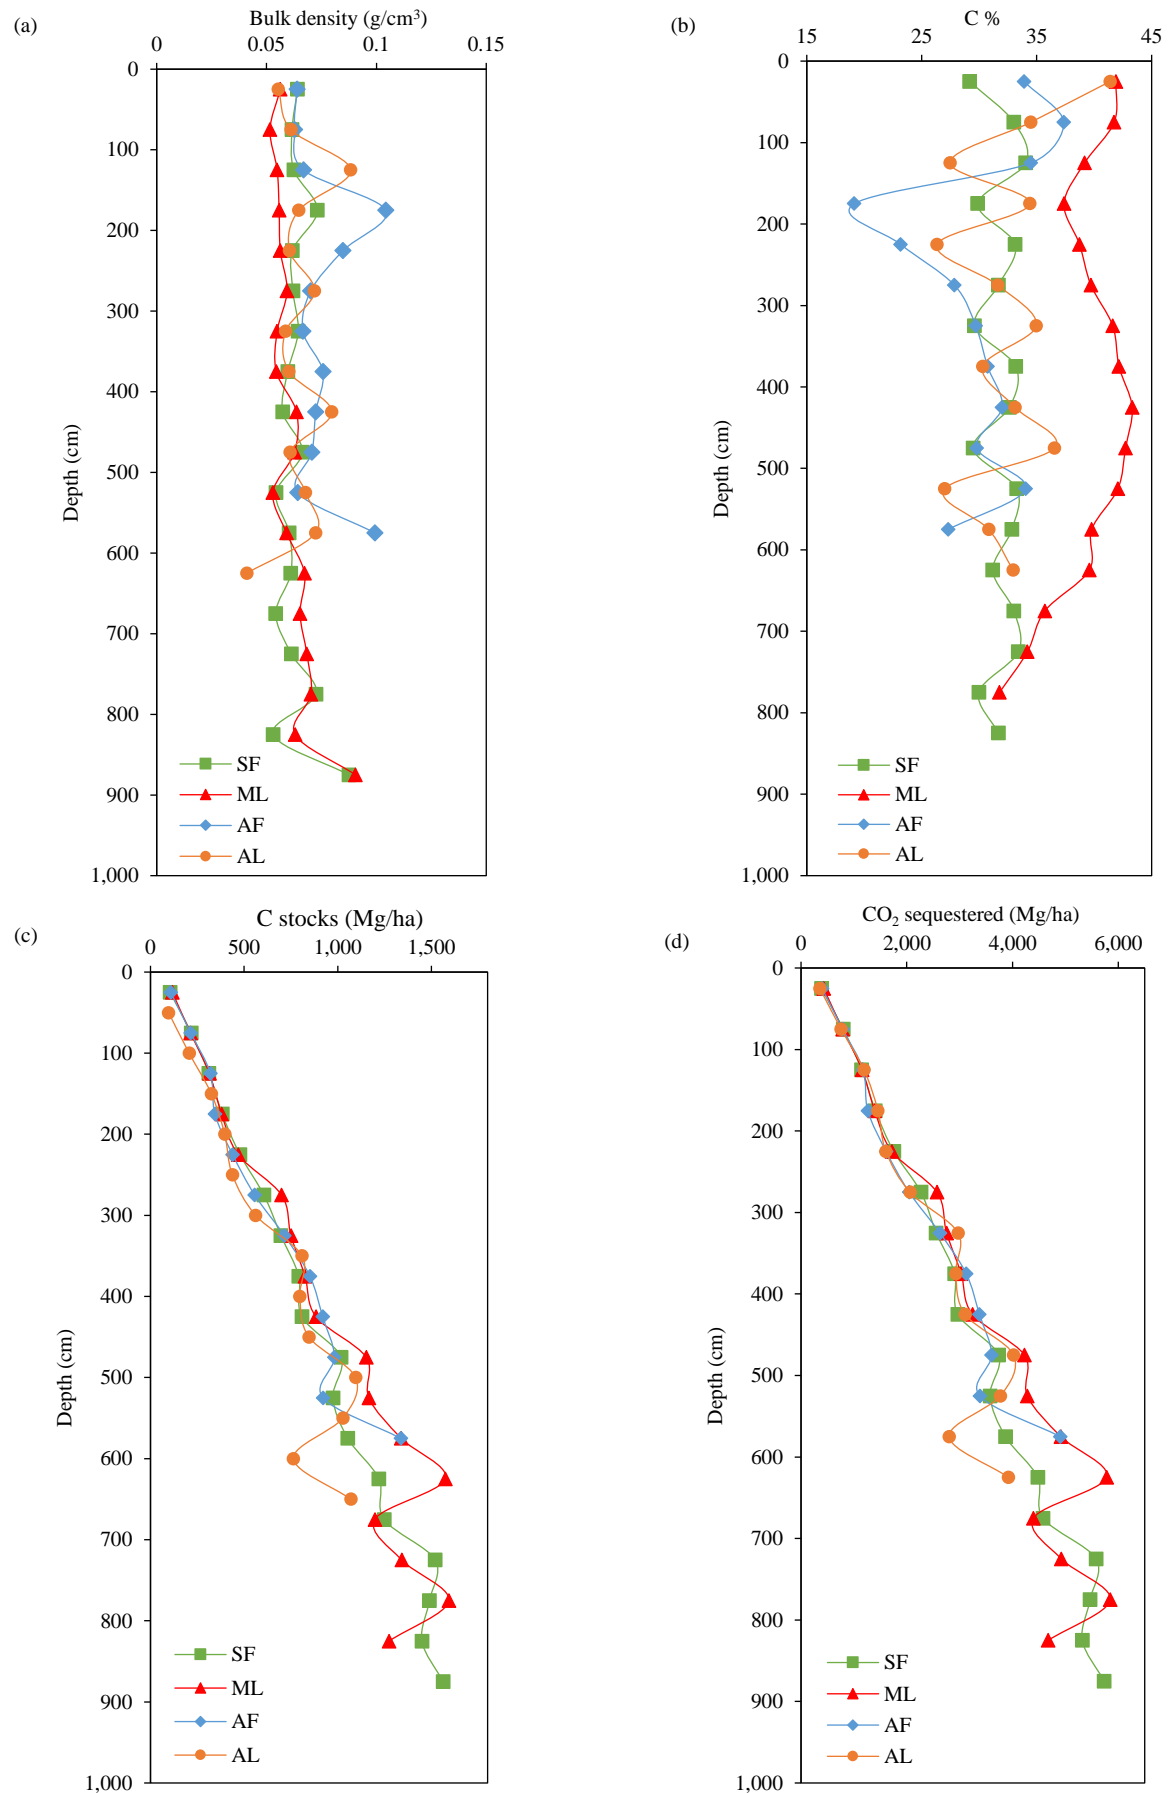 (a)
Bulk density (g/cm³)
0 0.05 0.1 0.15
0
100
200
300
400
500
600
700
800
900
1,000
Depth (cm)
SF
ML
AF
AL
(b)
C %
15 25 35 45
0
100
200
300
400
500
600
700
800
900
1,000
Depth (cm)
SF
ML
AF
AL
(c)
C stocks (Mg/ha)
0 500 1,000 1,500
0
100
200
300
400
500
600
700
800
900
1,000
Depth (cm)
SF
ML
AF
AL
(d)
CO₂ sequestered (Mg/ha)
0 2,000 4,000 6,000
0
100
200
300
400
500
600
700
800
900
1,000
Depth (cm)
SF
ML
AF
AL